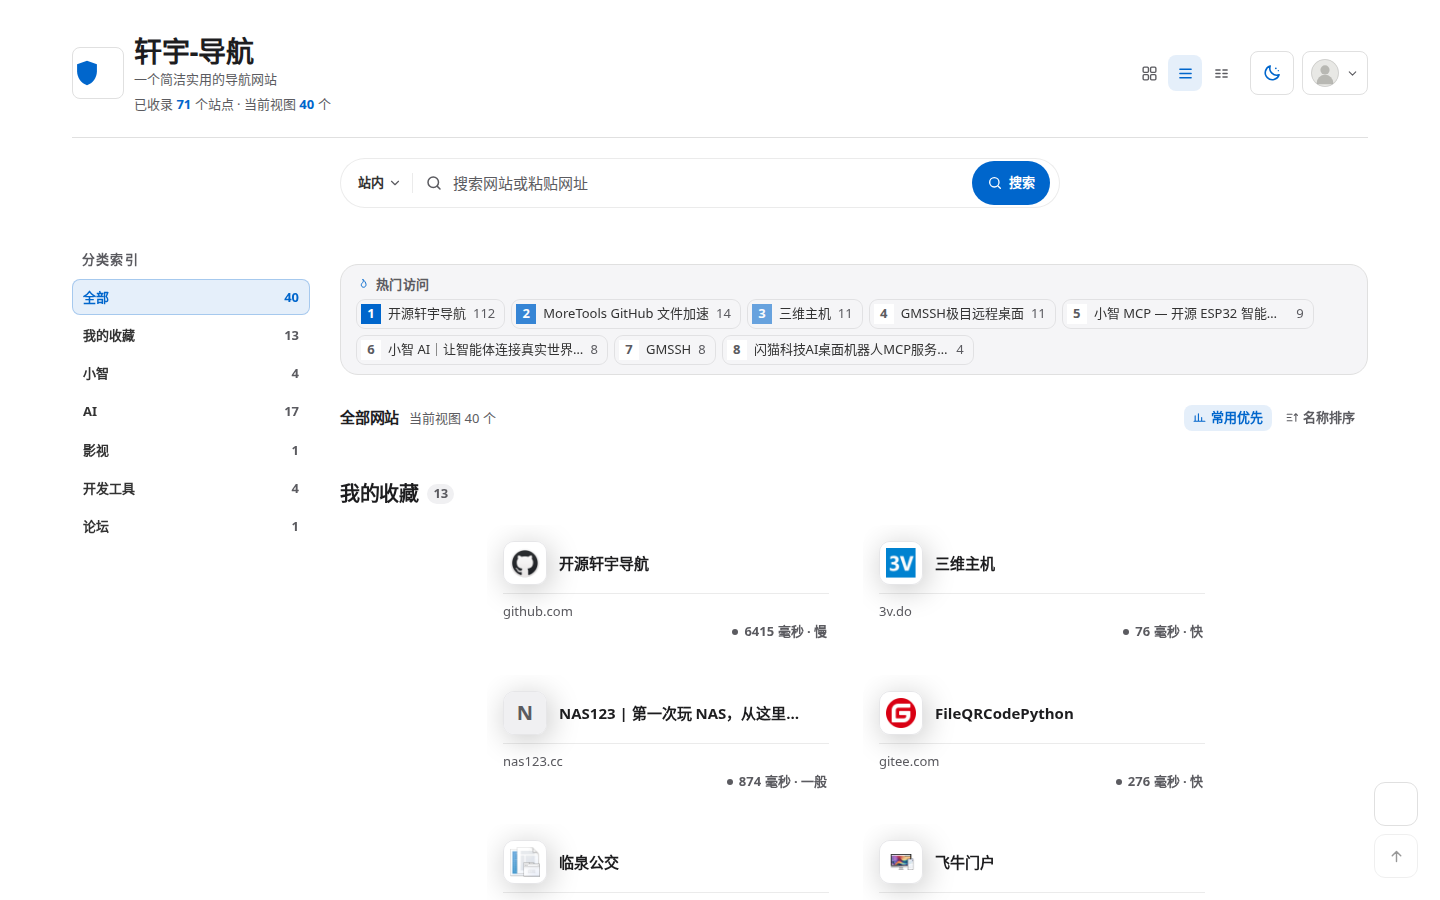 轩宇-导航
一个简洁实用的导航网站
已收录 71 个站点 · 当前视图 40 个
站内
搜索网站或粘贴网址
搜索
分类索引
全部 40
我的收藏 13
小智 4
AI 17
影视 1
开发工具 4
论坛 1
热门访问
1 开源轩宇导航 112
2 MoreTools GitHub 文件加速 14
3 三维主机 11
4 GMSSH极目远程桌面 11
5 小智 MCP — 开源 ESP32 智能... 9
6 小智 AI｜让智能体连接真实世界... 8
7 GMSSH 8
8 闪猫科技AI桌面机器人MCP服务... 4
全部网站 当前视图 40 个
常用优先
名称排序
我的收藏 13
开源轩宇导航
github.com
6415 毫秒 · 慢
三维主机
3v.do
76 毫秒 · 快
N
NAS123 | 第一次玩 NAS，从这里...
nas123.cc
874 毫秒 · 一般
FileQRCodePython
gitee.com
276 毫秒 · 快
临泉公交
飞牛门户
3V